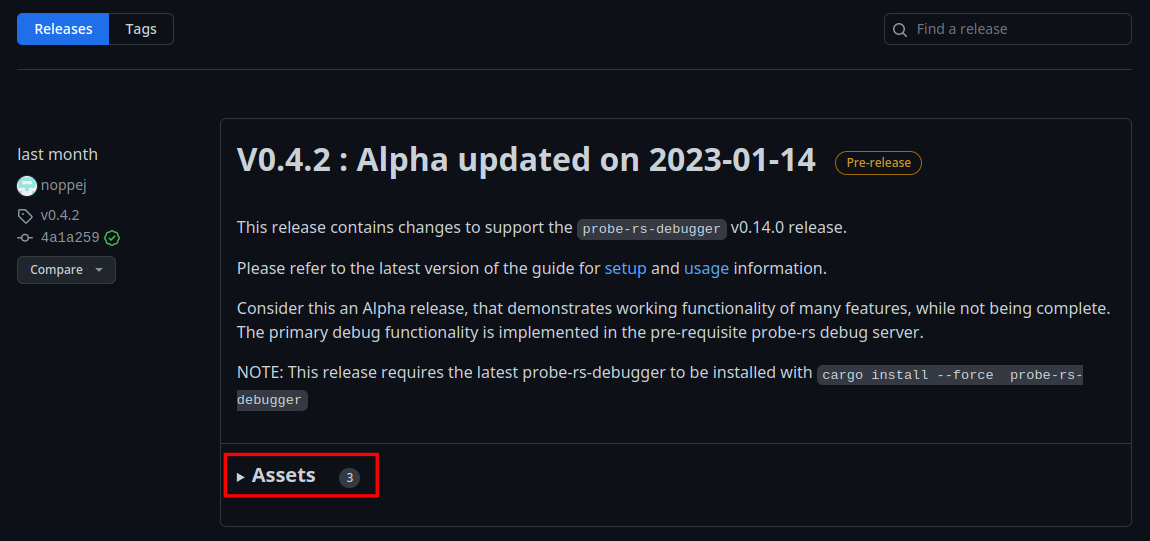 Releases
Tags
Find a release
last month
noppej
v0.4.2
4a1a259
Compare
V0.4.2 : Alpha updated on 2023-01-14
Pre-release
This release contains changes to support the probe-rs-debugger v0.14.0 release.
Please refer to the latest version of the guide for setup and usage information.
Consider this an Alpha release, that demonstrates working functionality of many features, while not being complete.
The primary debug functionality is implemented in the pre-requisite probe-rs debug server.
NOTE: This release requires the latest probe-rs-debugger to be installed with cargo install --force  probe-rs-
debugger
Assets 3